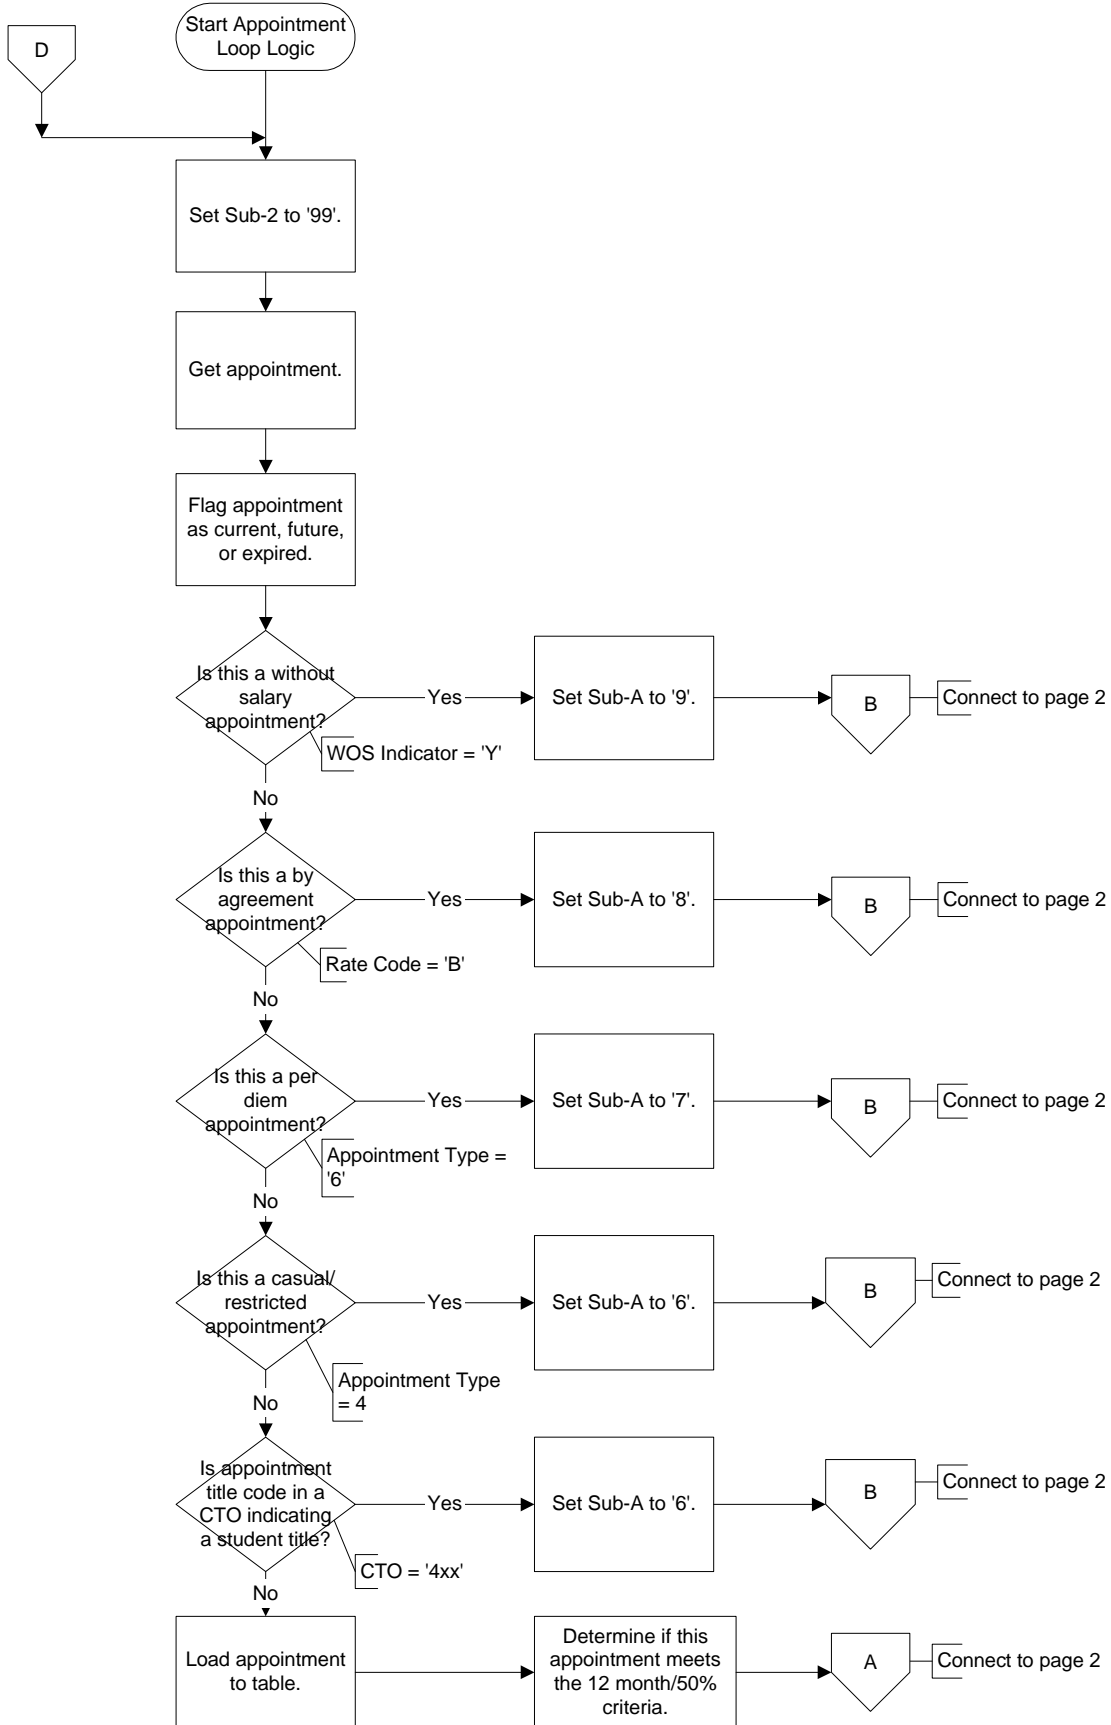 D
Start Appointment
Loop Logic
Set Sub-2 to '99'.
Get appointment.
Flag appointment
as current, future,
or expired.
Is this a without
salary
appointment?
Yes
Set Sub-A to '9'.
B
Connect to page 2
WOS Indicator = 'Y'
No
Is this a by
agreement
appointment?
Yes
Set Sub-A to '8'.
B
Connect to page 2
Rate Code = 'B'
No
Is this a per
diem
appointment?
Yes
Set Sub-A to '7'.
B
Connect to page 2
Appointment Type =
'6'
No
Is this a casual/
restricted
appointment?
Yes
Set Sub-A to '6'.
B
Connect to page 2
Appointment Type
= 4
No
Is appointment
title code in a
CTO indicating
a student title?
Yes
Set Sub-A to '6'.
B
Connect to page 2
CTO = '4xx'
No
Load appointment
to table.
Determine if this
appointment meets
the 12 month/50%
criteria.
A
Connect to page 2